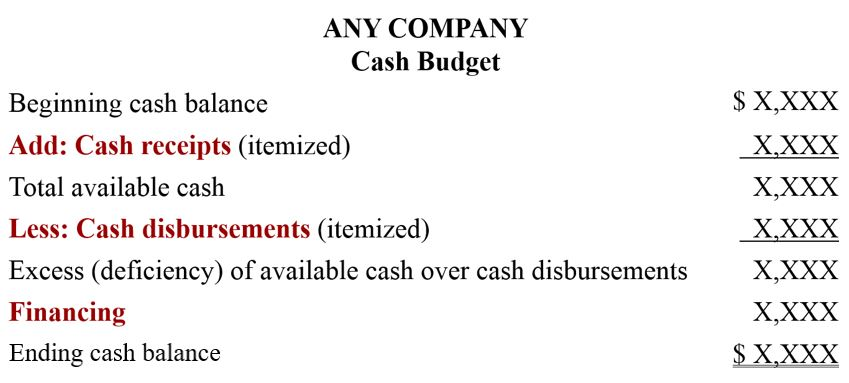 ANY COMPANY
Cash Budget
Beginning cash balance $ X,XXX
Add: Cash receipts (itemized) X,XXX
Total available cash X,XXX
Less: Cash disbursements (itemized) X,XXX
Excess (deficiency) of available cash over cash disbursements X,XXX
Financing X,XXX
Ending cash balance $ X,XXX